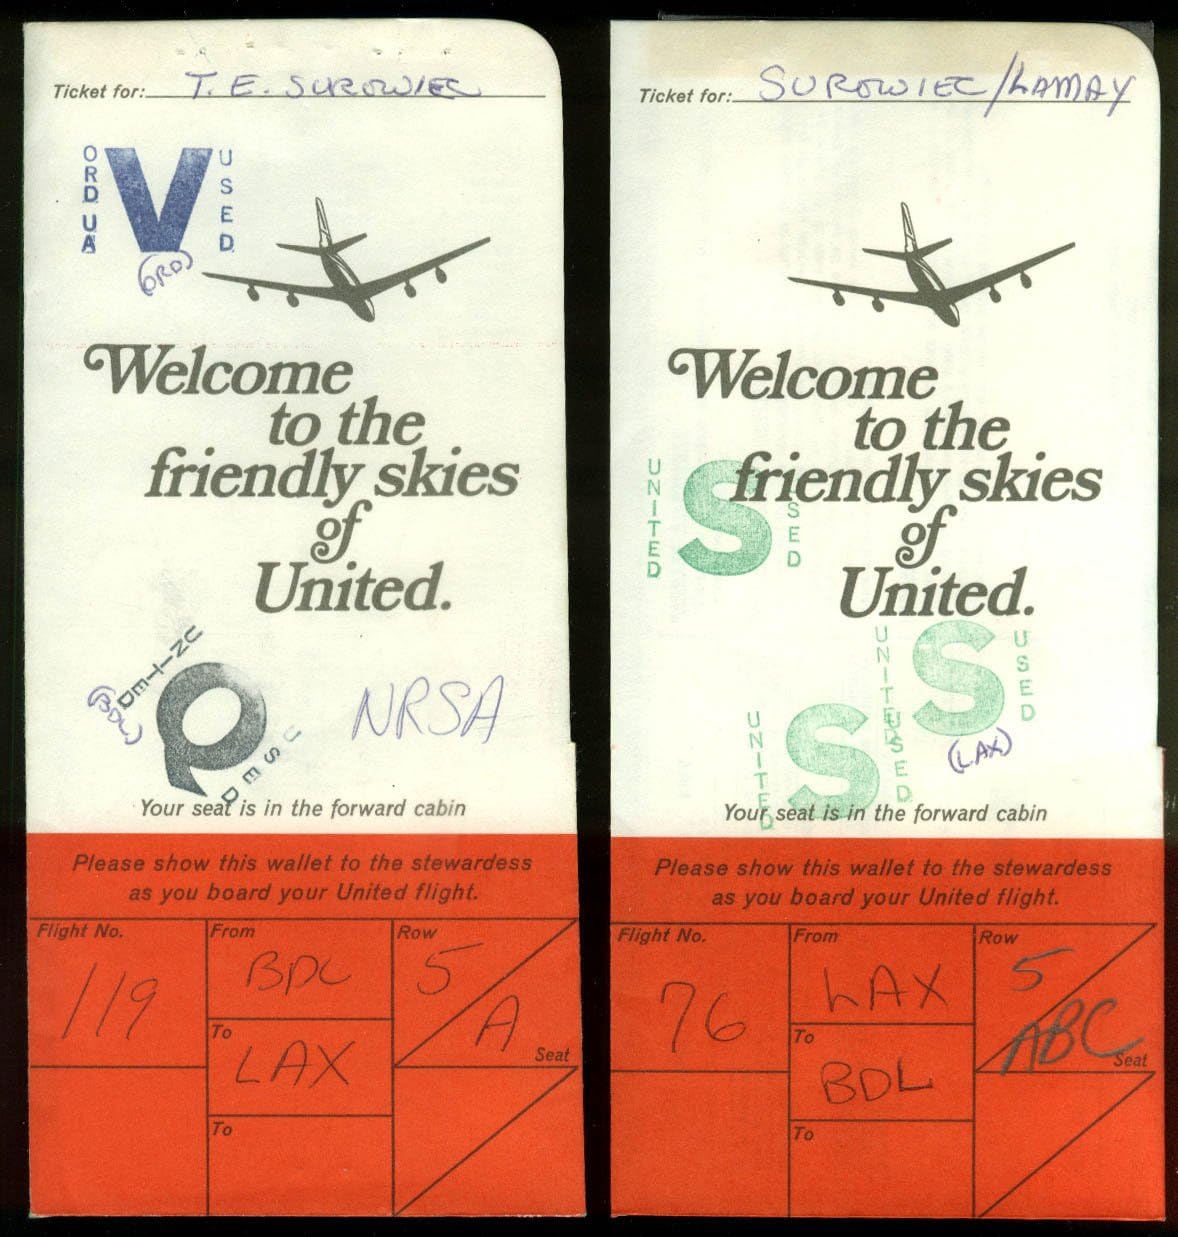 Ticket for: T. E. SUROWIEC
ORD UA
V
USED
(ORD)
Welcome
to the
friendly skies
of
United.
UNITED
Q
USED
(BDL)
NRSA
Your seat is in the forward cabin
Please show this wallet to the stewardess
as you board your United flight.
Flight No. From Row
119 BDL 5
To
LAX A
Seat
To
Ticket for: SUROWIEC/LAMAY
Welcome
to the
friendly skies
of
United.
UNITED
S
USED
UNITED
S
USED
UNITED
S
USED
(LAX)
Your seat is in the forward cabin
Please show this wallet to the stewardess
as you board your United flight.
Flight No. From Row
76 LAX 5
To
BDL ABC
Seat
To